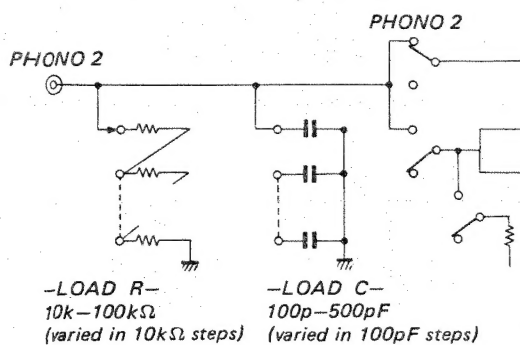 PHONO 2
PHONO 2
—LOAD R—
10k—100kΩ
(varied in 10kΩ steps)
—LOAD C—
100p—500pF
(varied in 100pF steps)